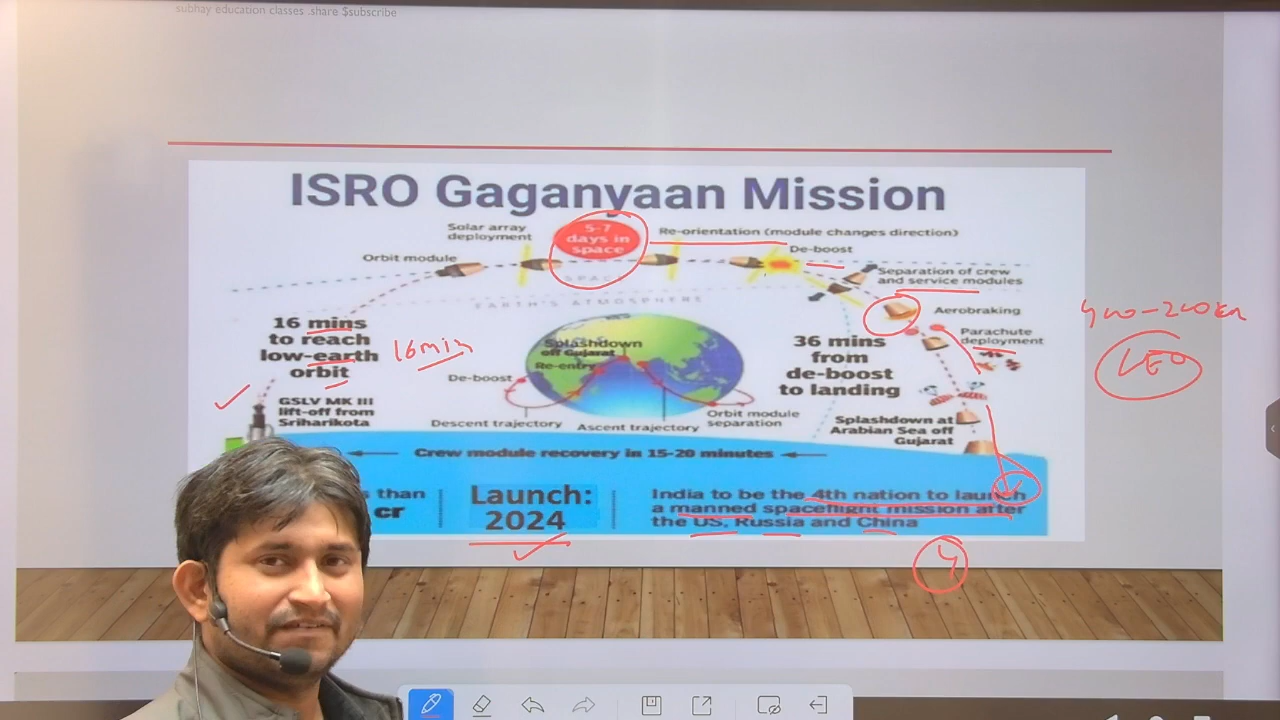 subhay education classes .share $subscribe
ISRO Gaganyaan Mission
Solar array
deployment
5-7
days in
space
Re-orientation (module changes direction)
De-boost
Orbit module
SPACE
Separation of crew
and service modules
EARTH'S ATMOSPHERE
Aerobraking
400-200km
16 mins
to reach
low-earth
orbit
16min
Splashdown
off Gujarat
Re-entry
De-boost
36 mins
from
de-boost
to landing
Parachute
deployment
LEO
GSLV MK III
lift-off from
Sriharikota
Descent trajectory
Ascent trajectory
Orbit module
separation
Splashdown at
Arabian Sea off
Gujarat
Crew module recovery in 15-20 minutes
than
cr
Launch:
2024
India to be the 4th nation to launch
a manned spaceflight mission after
the US, Russia and China
4